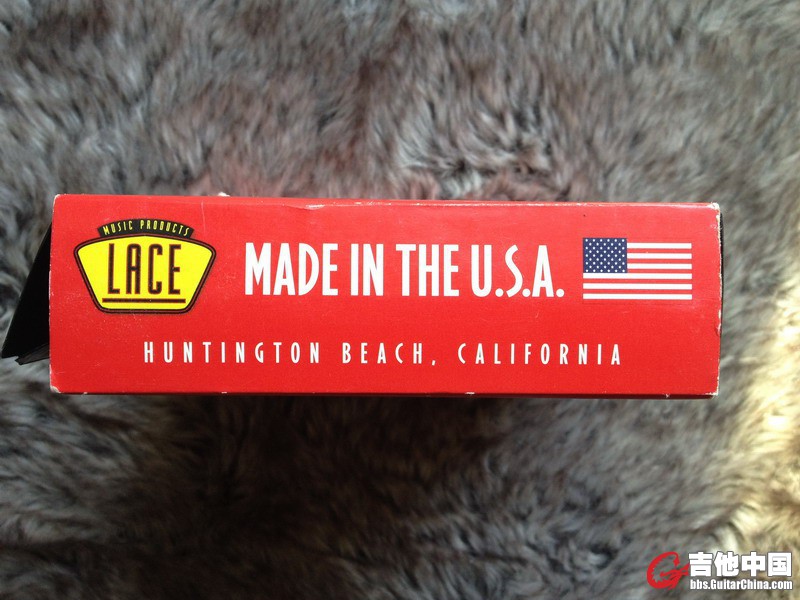 MUSIC PRODUCTS
LACE
MADE IN THE U.S.A.
HUNTINGTON BEACH, CALIFORNIA
吉他中国
bbs.GuitarChina.com